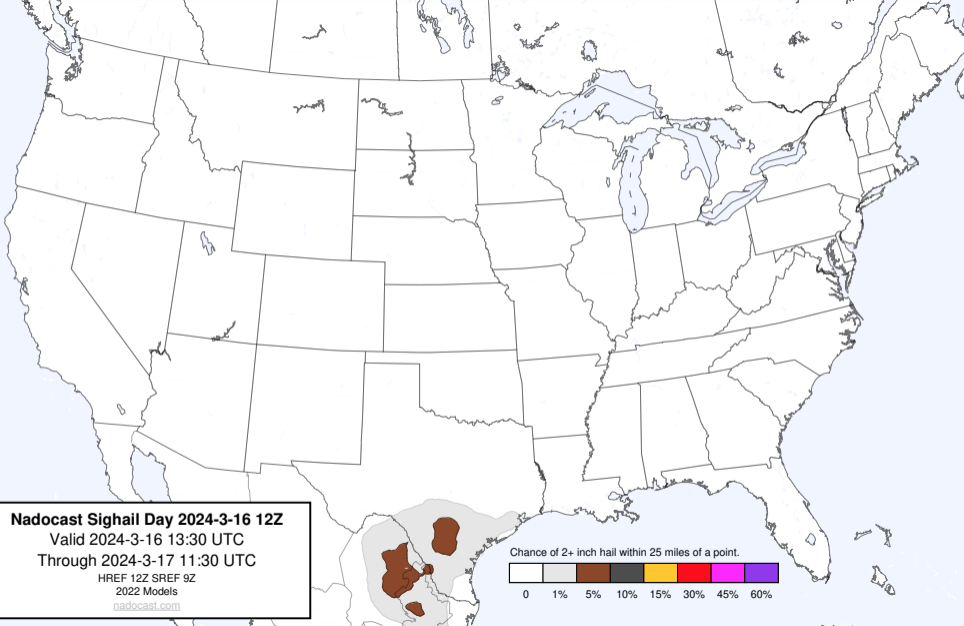 Nadocast Sighail Day 2024-3-16 12Z
Valid 2024-3-16 13:30 UTC
Through 2024-3-17 11:30 UTC
HREF 12Z SREF 9Z
2022 Models
nadocast.com
Chance of 2+ inch hail within 25 miles of a point.
0 1% 5% 10% 15% 30% 45% 60%